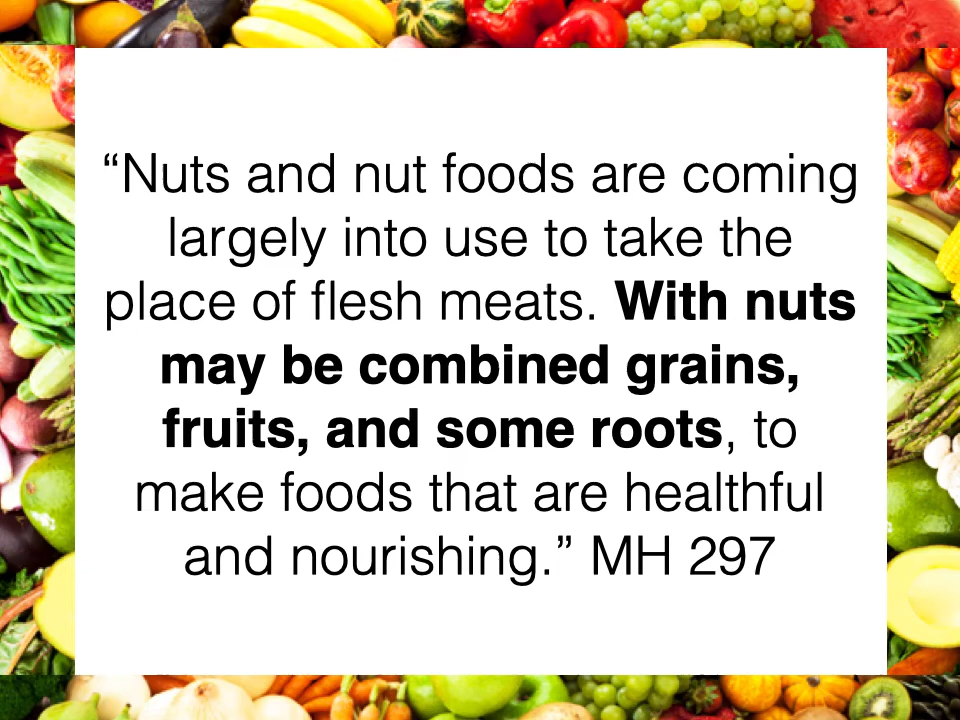 “Nuts and nut foods are coming
largely into use to take the
place of flesh meats. With nuts
may be combined grains,
fruits, and some roots, to
make foods that are healthful
and nourishing.” MH 297